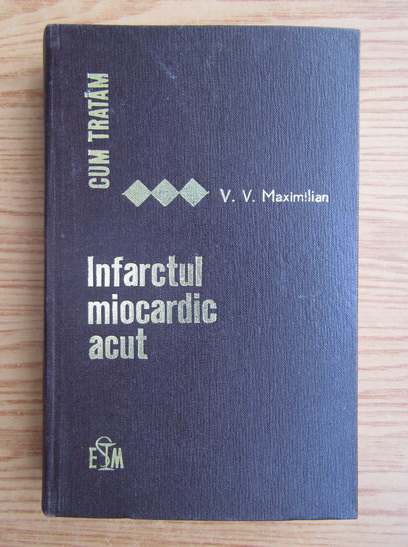 CUM TRATĂM
V. V. Maximilian
Infarctul
miocardic
acut
ESM